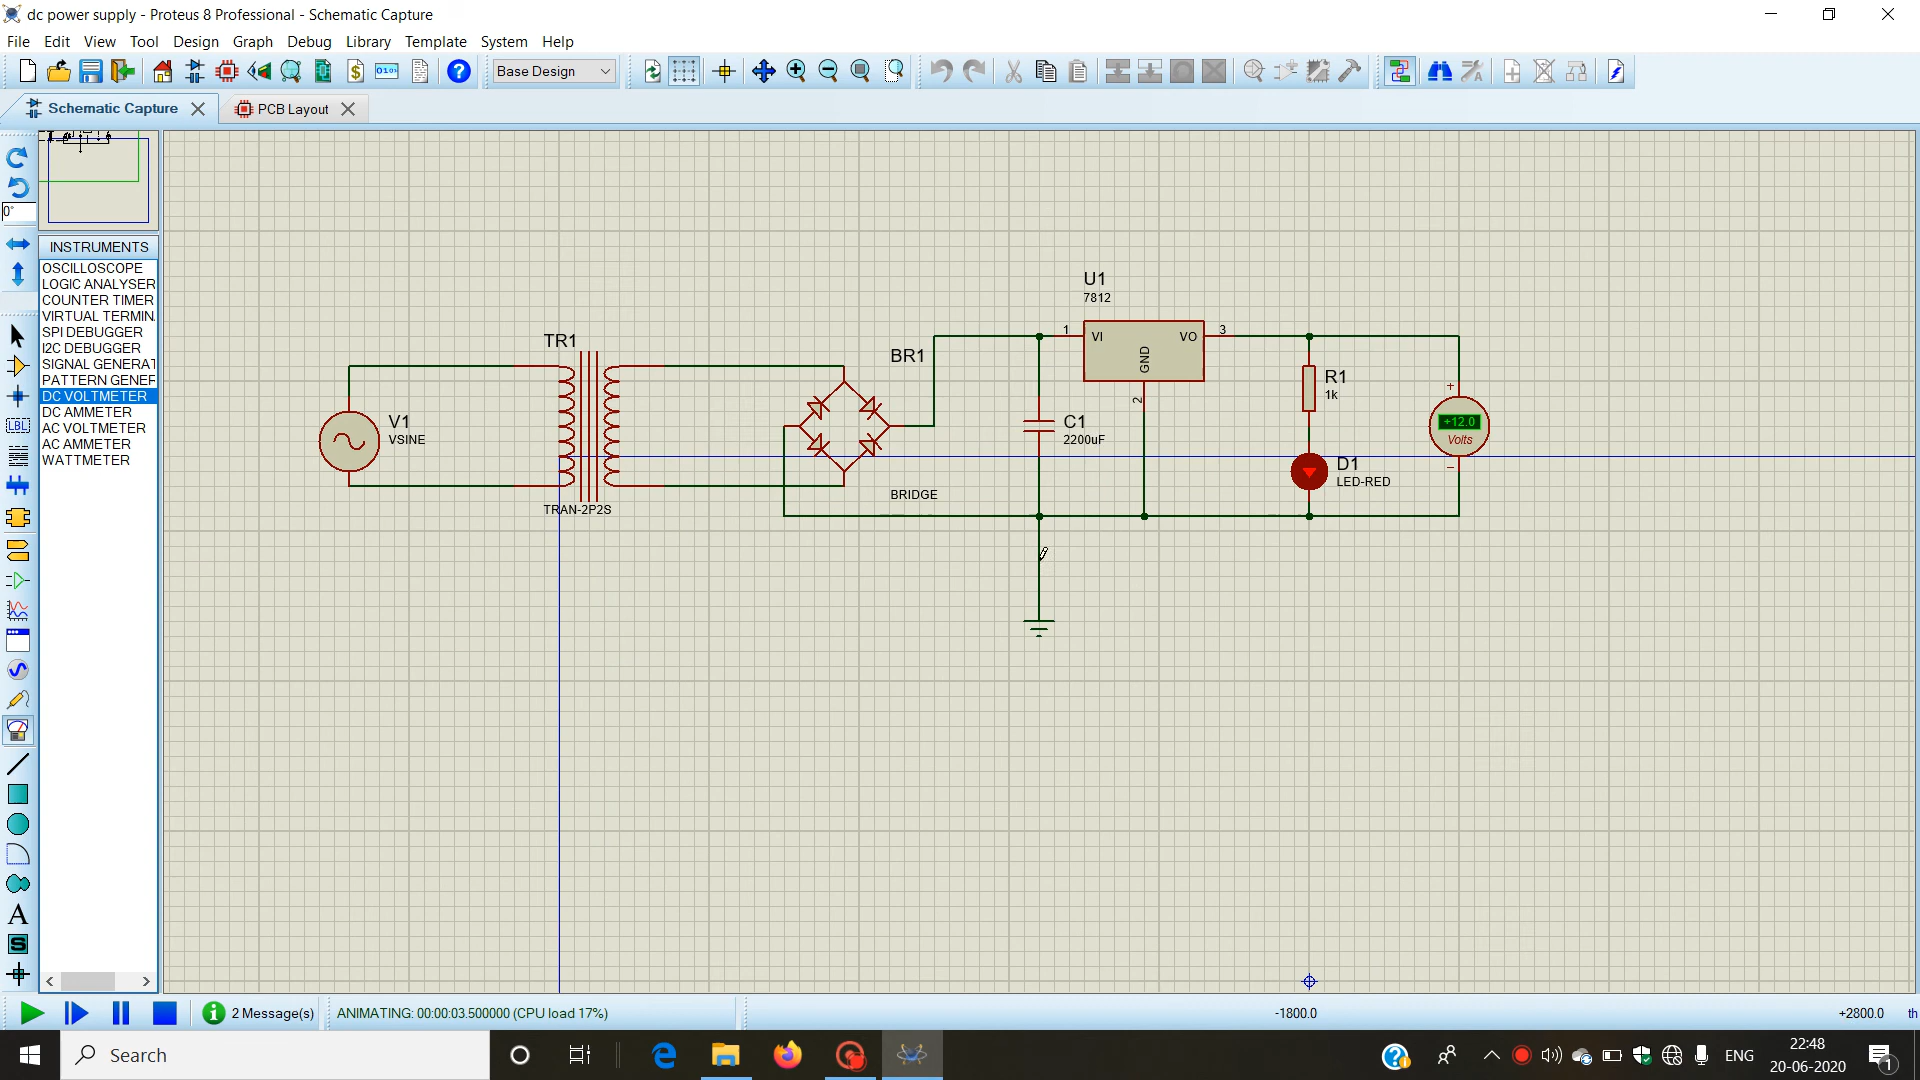 dc power supply - Proteus 8 Professional - Schematic Capture
File Edit View Tool Design Graph Debug Library Template System Help
Base Design
Schematic Capture
PCB Layout
0°
INSTRUMENTS
OSCILLOSCOPE
LOGIC ANALYSER
COUNTER TIMER
VIRTUAL TERMIN
SPI DEBUGGER
I2C DEBUGGER
SIGNAL GENERAT
PATTERN GENER
DC VOLTMETER
DC AMMETER
AC VOLTMETER
AC AMMETER
WATTMETER
LBL
A
S
V1
VSINE
TR1
TRAN-2P2S
BR1
BRIDGE
C1
2200uF
U1
7812
1
VI
VO
3
GND
2
R1
1k
D1
LED-RED
+
+12.0
Volts
−
2 Message(s)
ANIMATING: 00:00:03.500000 (CPU load 17%)
-1800.0
+2800.0
th
Search
ENG
22:48
20-06-2020
1